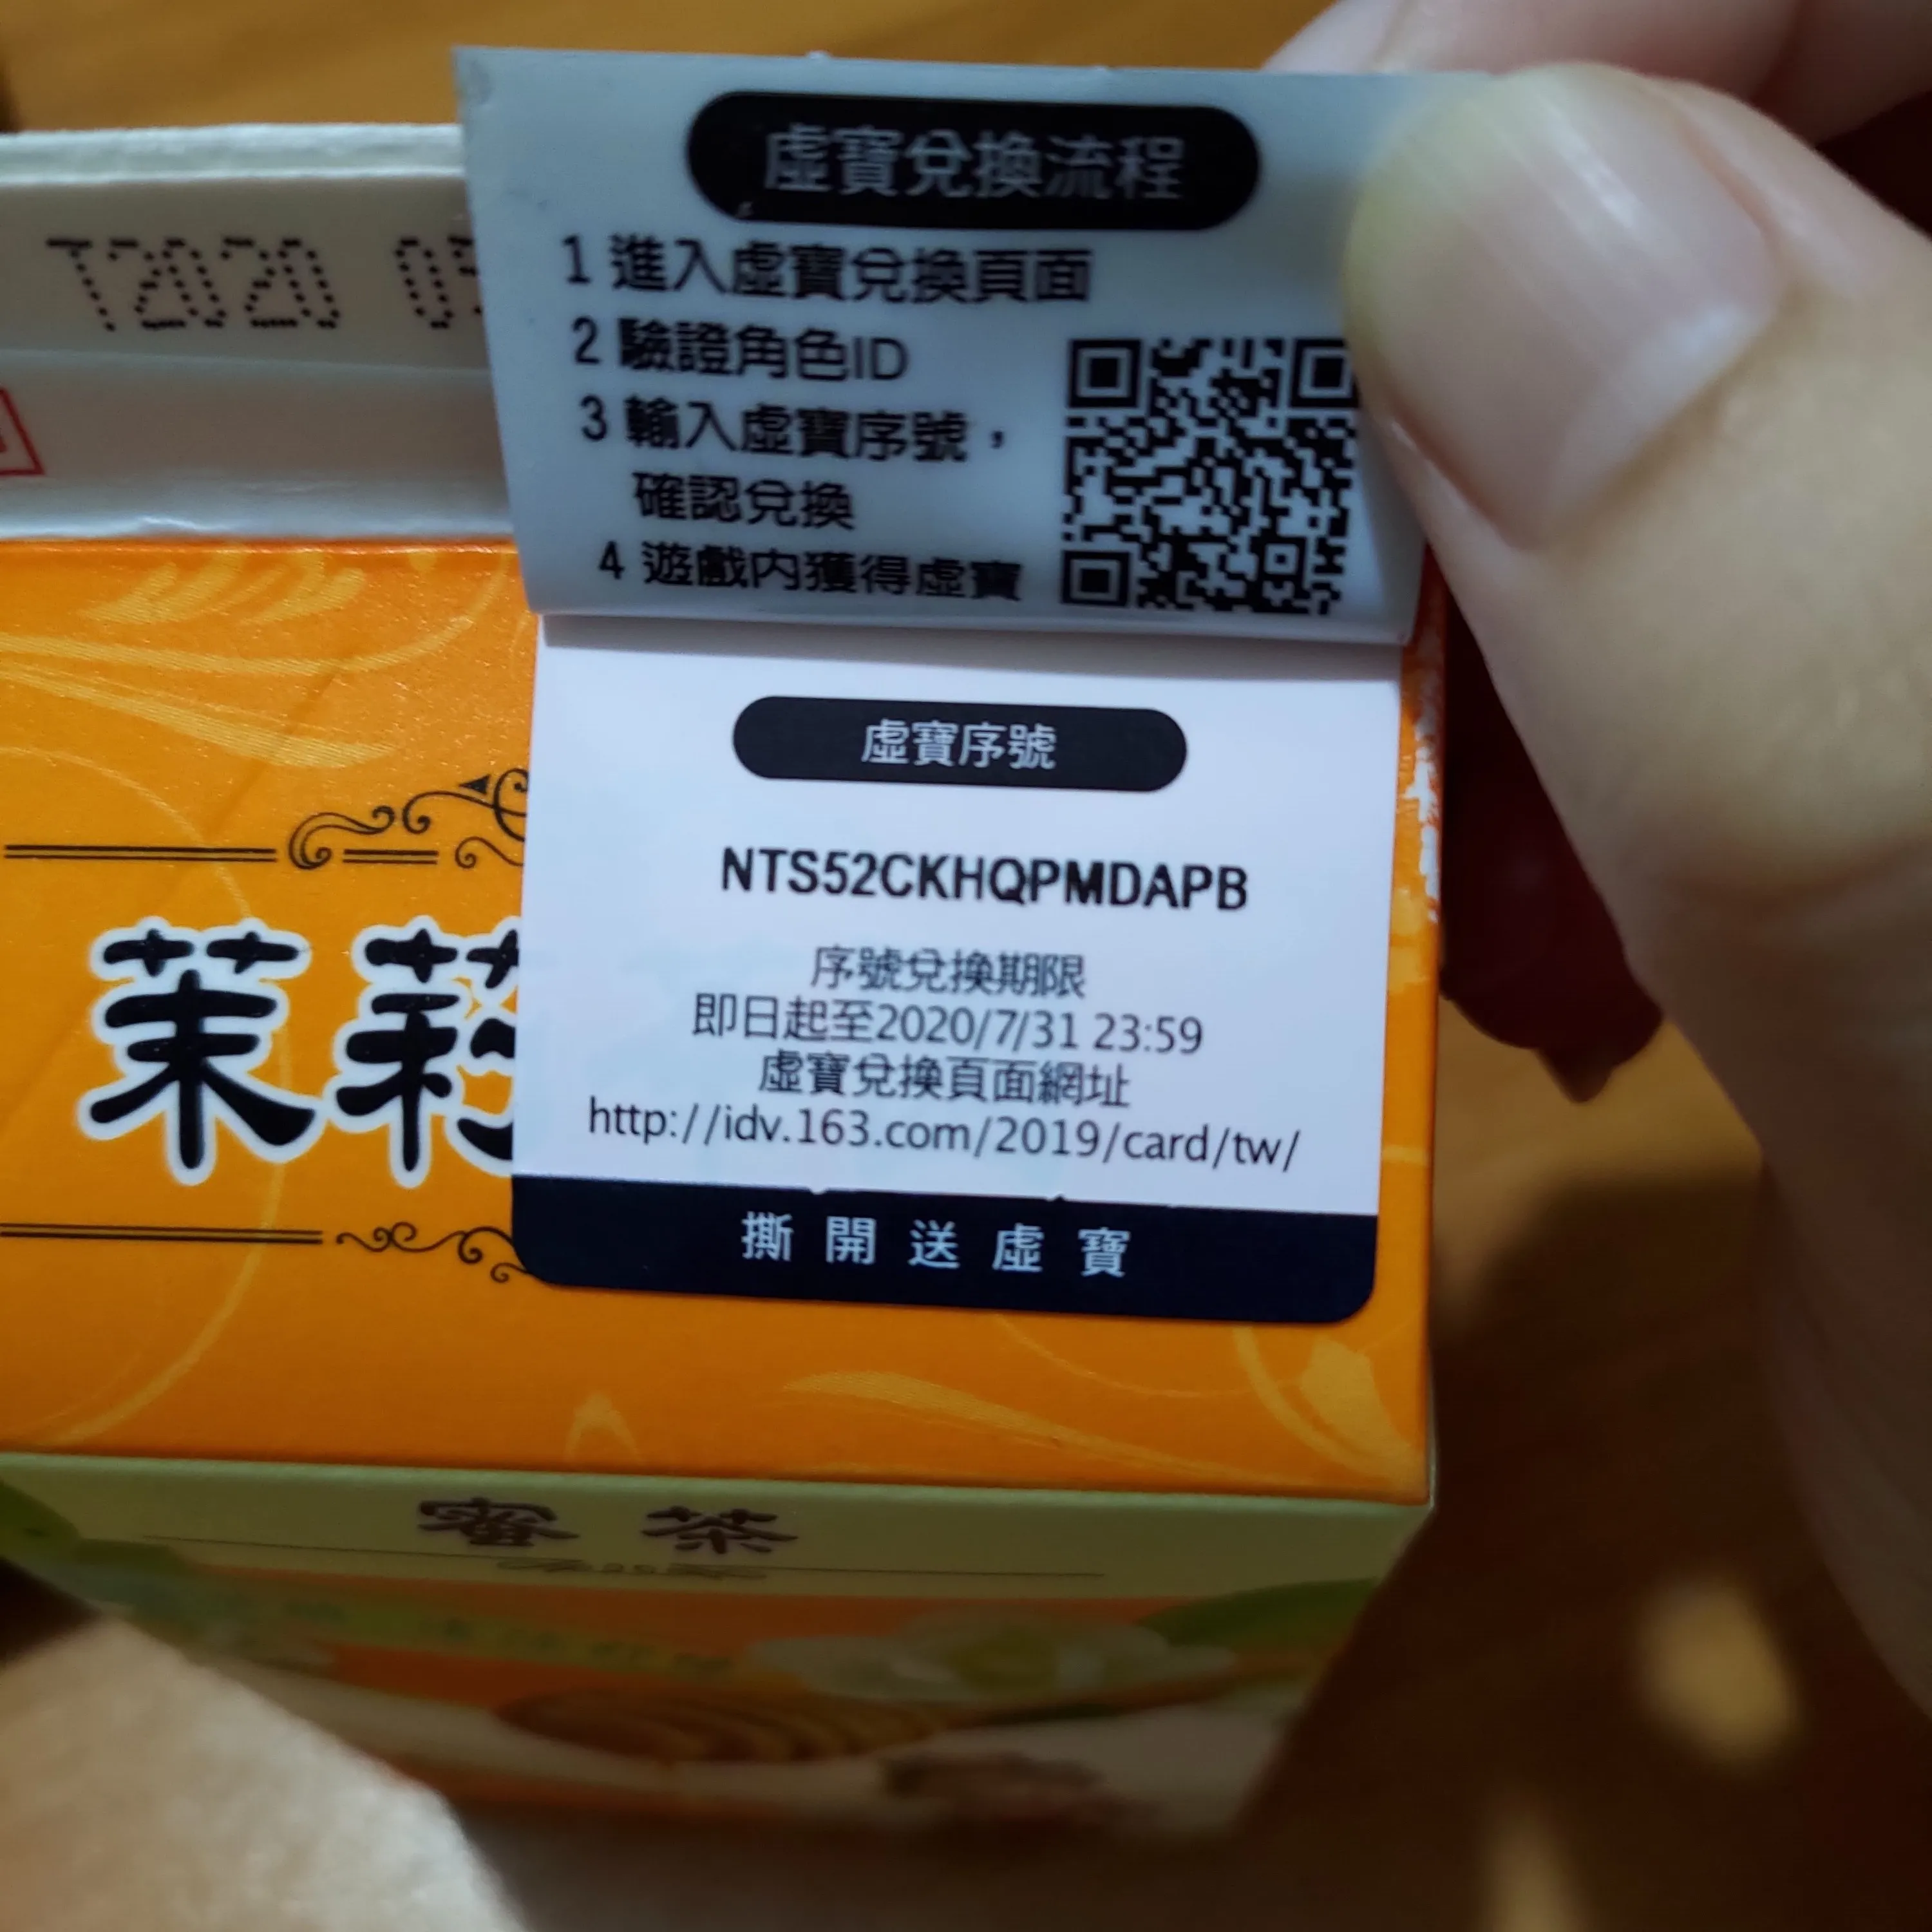 虛寶兌換流程
T2020 0
1 進入虛寶兌換頁面
2 驗證角色ID
3 輸入虛寶序號，
確認兌換
4 遊戲內獲得虛寶
虛寶序號
NTS52CKHQPMDAPB
序號兌換期限
即日起至2020/7/31 23:59
虛寶兌換頁面網址
http://idv.163.com/2019/card/tw/
撕開送虛寶
茉莉
蜜茶